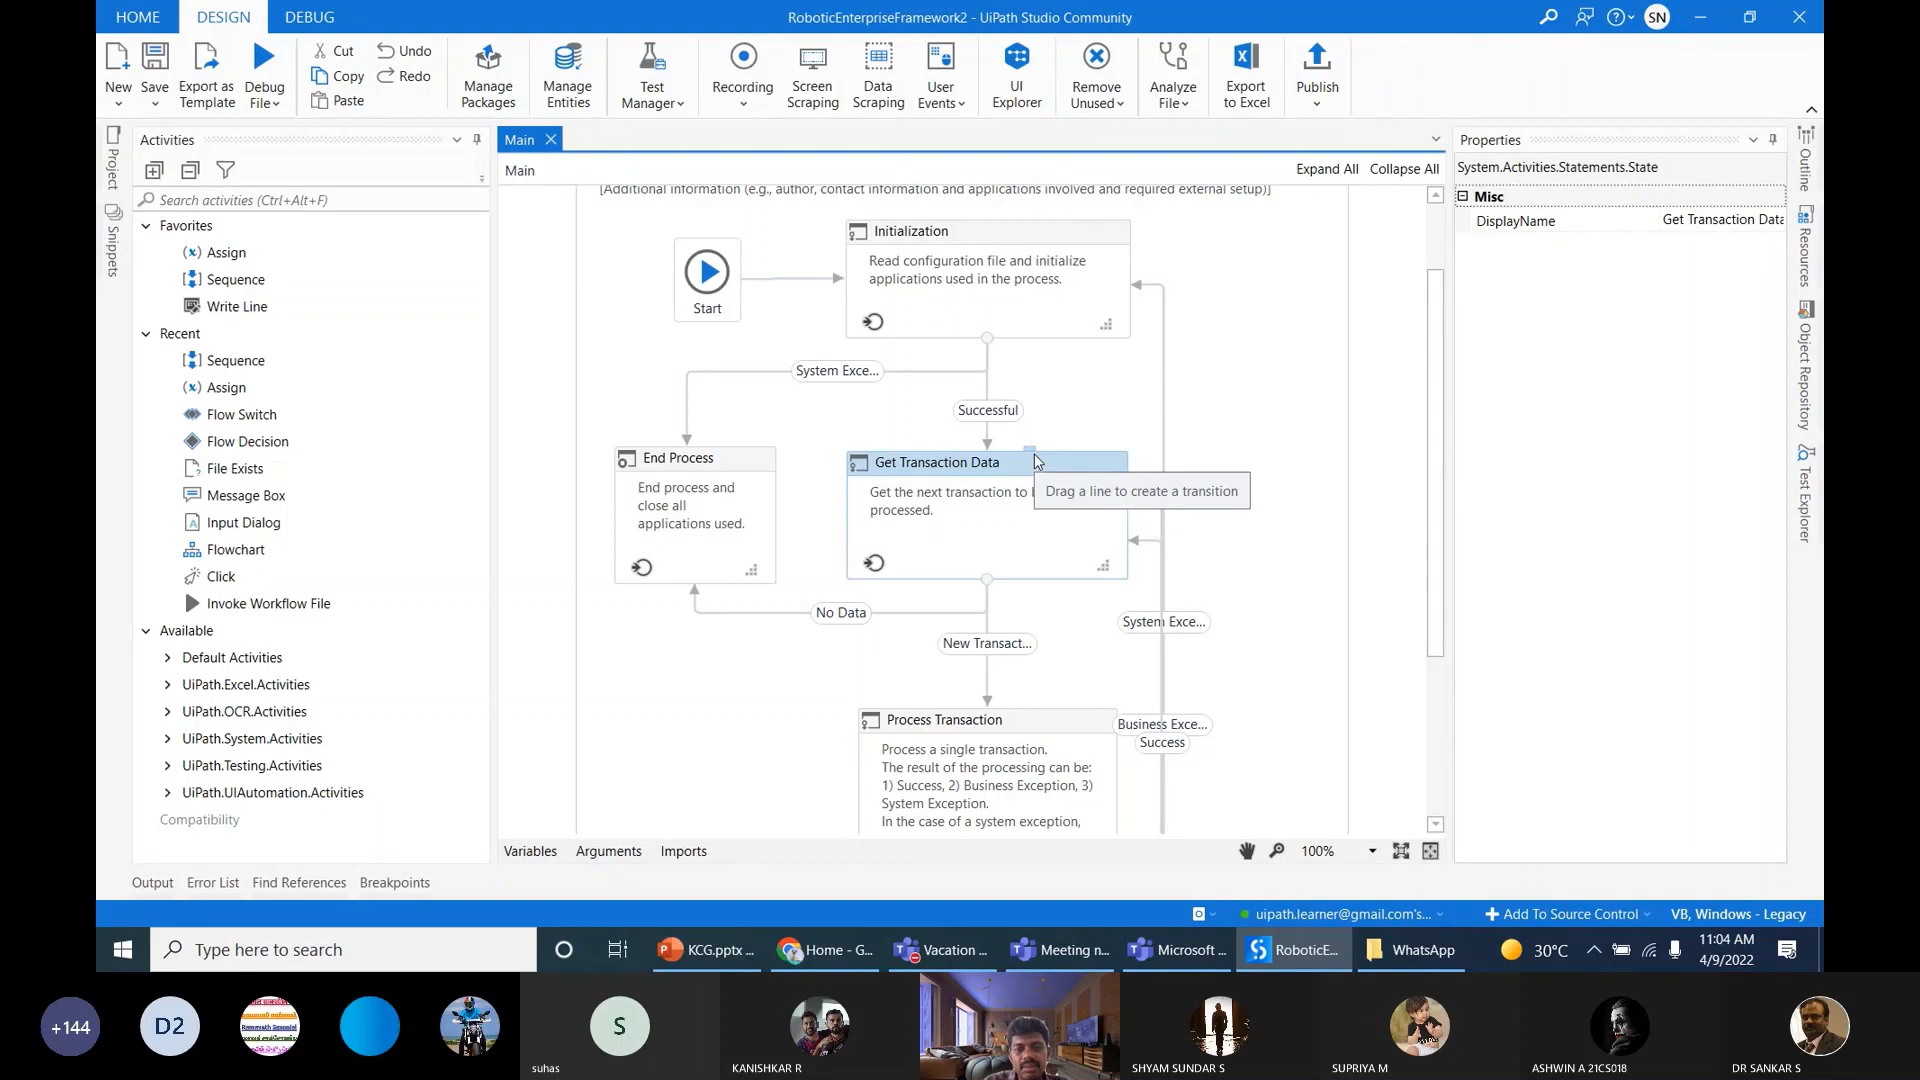 HOME
DESIGN
DEBUG
RoboticEnterpriseFramework2 - UiPath Studio Community
SN
New
Save
Export as
Template
Debug
File
Cut
Copy
Paste
Undo
Redo
Manage
Packages
Manage
Entities
Test
Manager
Recording
Screen
Scraping
Data
Scraping
User
Events
UI
Explorer
Remove
Unused
Analyze
File
Export
to Excel
Publish
Project
Snippets
Activities
Search activities (Ctrl+Alt+F)
Favorites
Assign
Sequence
Write Line
Recent
Sequence
Assign
Flow Switch
Flow Decision
File Exists
Message Box
Input Dialog
Flowchart
Click
Invoke Workflow File
Available
Default Activities
UiPath.Excel.Activities
UiPath.OCR.Activities
UiPath.System.Activities
UiPath.Testing.Activities
UiPath.UIAutomation.Activities
Compatibility
Main
Main
Expand All
Collapse All
[Additional information (e.g., author, contact information and applications involved and required external setup)]
Start
Initialization
Read configuration file and initialize
applications used in the process.
System Exce...
Successful
End Process
End process and
close all
applications used.
Get Transaction Data
Get the next transaction to
processed.
Drag a line to create a transition
No Data
New Transact...
System Exce...
Business Exce...
Success
Process Transaction
Process a single transaction.
The result of the processing can be:
1) Success, 2) Business Exception, 3)
System Exception.
In the case of a system exception,
Variables
Arguments
Imports
100%
Properties
System.Activities.Statements.State
Misc
DisplayName
Get Transaction Data
Outline
Resources
Object Repository
Test Explorer
Output
Error List
Find References
Breakpoints
uipath.learner@gmail.com's...
Add To Source Control
VB, Windows - Legacy
Type here to search
KCG.pptx ...
Home - G...
Vacation ...
Meeting n...
Microsoft ...
RoboticE...
WhatsApp
30°C
11:04 AM
4/9/2022
+144
D2
S
suhas
KANISHKAR R
SHYAM SUNDAR S
SUPRIYA M
ASHWIN A 21CS018
DR SANKAR S